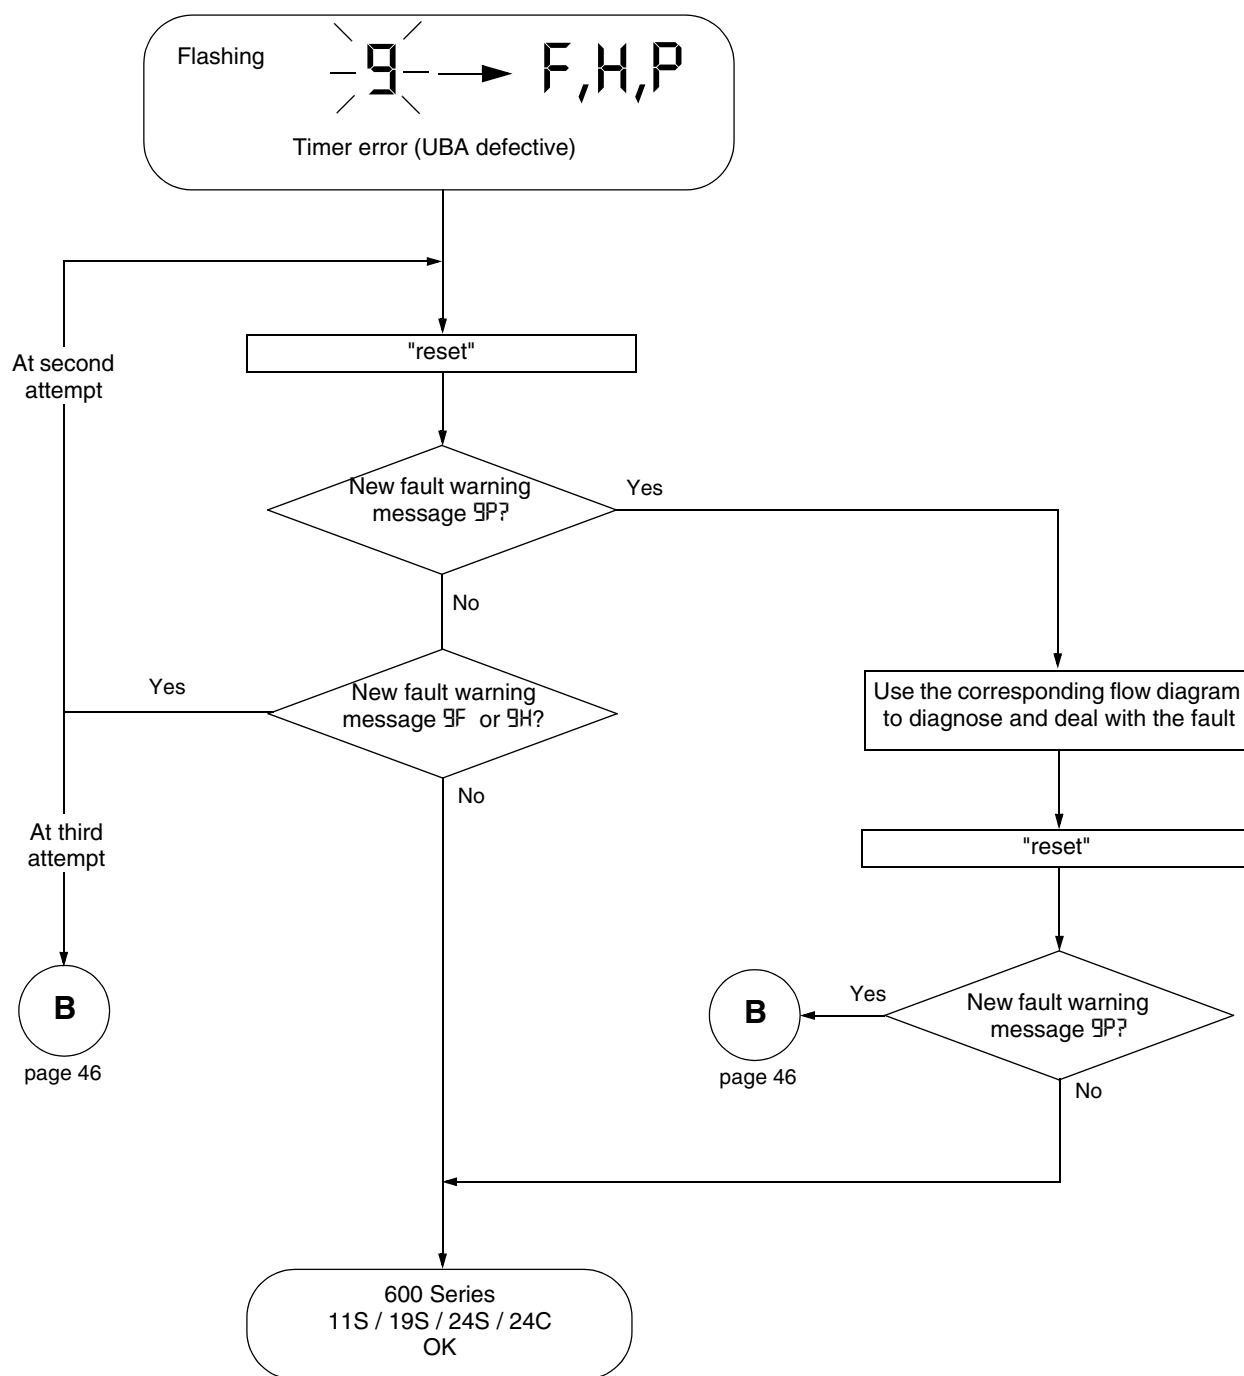 Flashing
9 F,H,P
Timer error (UBA defective)
At second
attempt
"reset"
New fault warning
message 9P?
Yes
No
Yes
New fault warning
message 9F or 9H?
No
Use the corresponding flow diagram
to diagnose and deal with the fault
At third
attempt
"reset"
B
page 46
B
page 46
Yes
New fault warning
message 9P?
No
600 Series
11S / 19S / 24S / 24C
OK